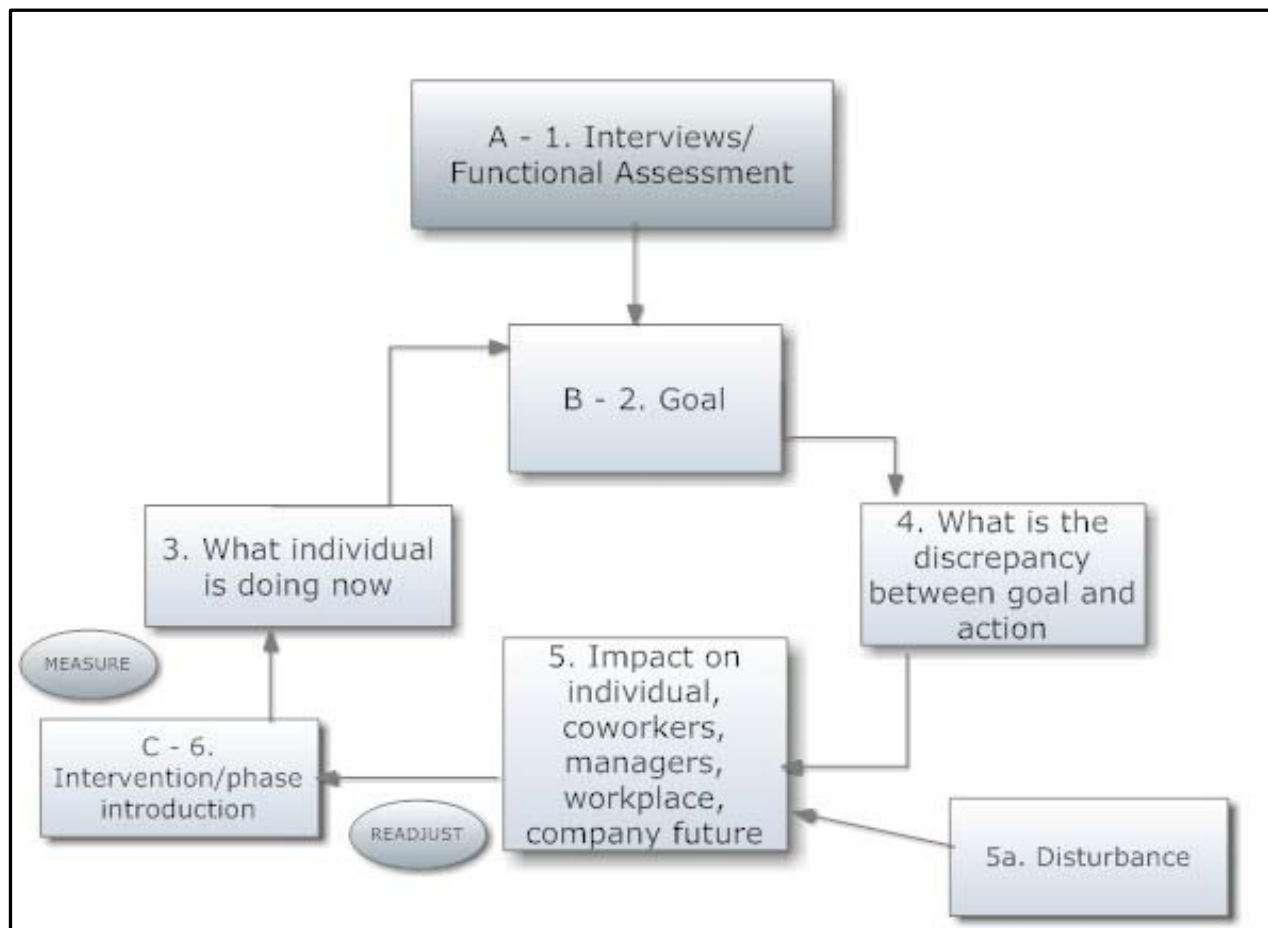 A - 1. Interviews/
Functional Assessment
B - 2. Goal
3. What individual
is doing now
4. What is the
discrepancy
between goal and
action
MEASURE
5. Impact on
individual,
coworkers,
managers,
workplace,
company future
C - 6.
Intervention/phase
introduction
READJUST
5a. Disturbance